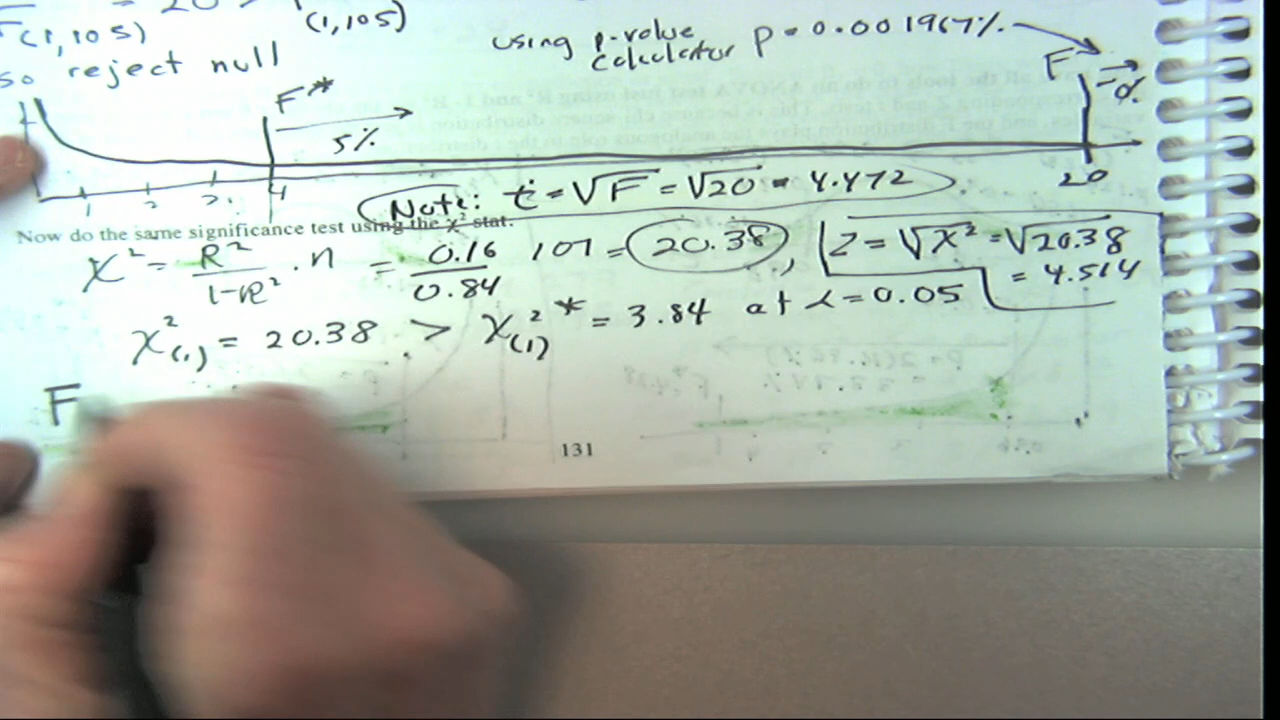 F(1,105) = 20 > (1,105)
so reject null
using p-value calculator p = 0.001967%.
F* 5% F = d.
1 2 3. 4 20
Note: t = √F = √20 = 4.472
Now do the same significance test using the χ² stat.
χ² = R²/1-R² · n = 0.16/0.84 107 = 20.38, Z = √χ² = √20.38 = 4.514
χ²(1) = 20.38 > χ²(1)* = 3.84 at α = 0.05
F
131